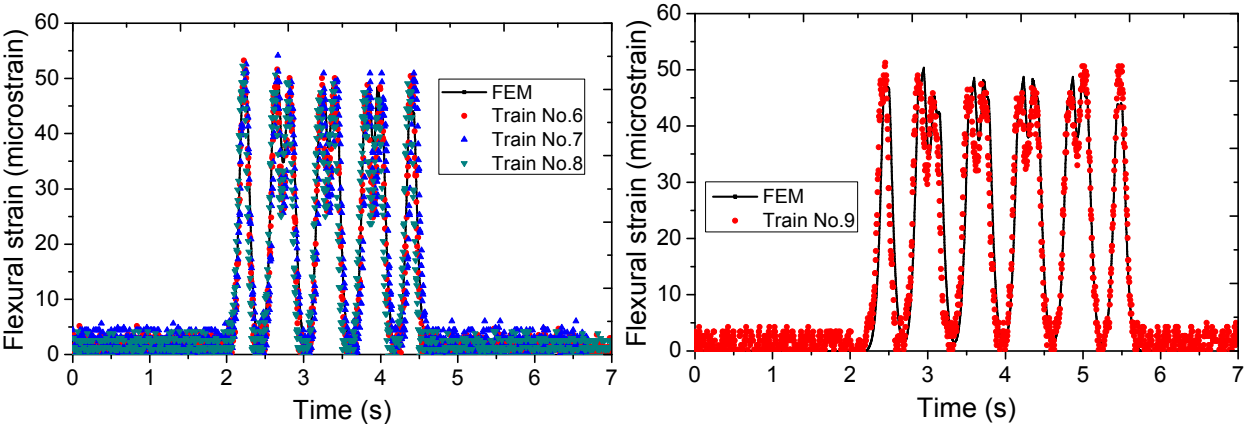 Flexural strain (microstrain)
60
50
40
30
20
10
0
FEM
Train No.6
Train No.7
Train No.8
0 1 2 3 4 5 6 7
Time (s)
Flexural strain (microstrain)
60
50
40
30
20
10
0
FEM
Train No.9
0 1 2 3 4 5 6 7
Time (s)